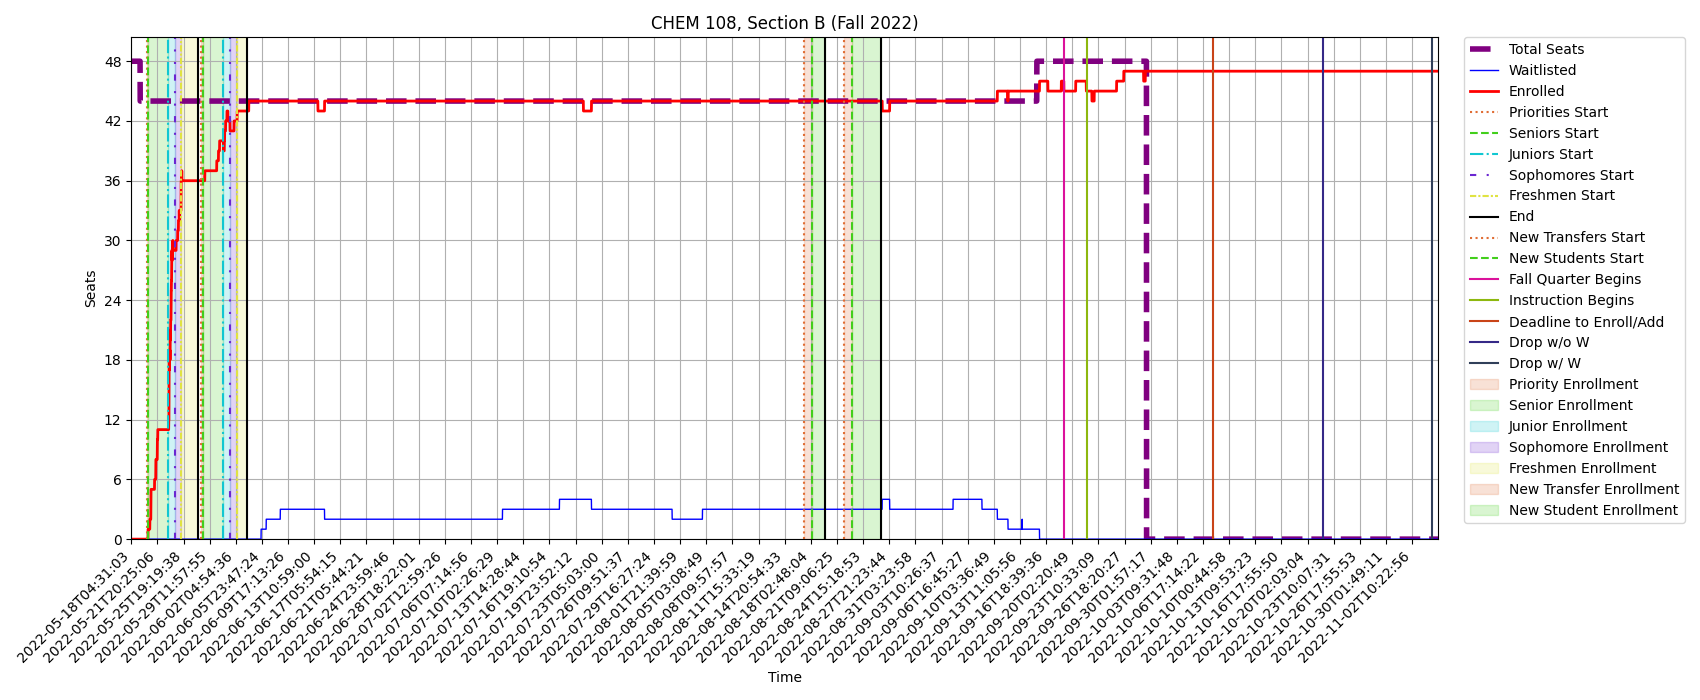 CHEM 108, Section B (Fall 2022)
Seats
48
42
36
30
24
18
12
6
0
2022-05-18T04:31:03
2022-05-21T20:25:06
2022-05-25T19:19:38
2022-05-29T11:57:55
2022-06-02T04:54:36
2022-06-05T23:47:24
2022-06-09T17:13:26
2022-06-13T10:59:00
2022-06-17T05:54:15
2022-06-21T05:44:21
2022-06-24T23:59:46
2022-06-28T18:22:01
2022-07-02T12:59:26
2022-07-06T07:14:56
2022-07-10T02:26:29
2022-07-13T14:28:44
2022-07-16T19:10:54
2022-07-19T23:52:12
2022-07-23T05:03:00
2022-07-26T09:51:37
2022-07-29T16:27:24
2022-08-01T21:39:59
2022-08-05T03:08:49
2022-08-08T09:57:57
2022-08-11T15:33:19
2022-08-14T20:54:33
2022-08-18T02:48:04
2022-08-21T09:06:25
2022-08-24T15:18:53
2022-08-27T21:23:44
2022-08-31T03:23:58
2022-09-03T10:26:37
2022-09-06T16:45:27
2022-09-10T03:36:49
2022-09-13T11:05:56
2022-09-16T18:39:36
2022-09-20T02:20:49
2022-09-23T10:33:09
2022-09-26T18:20:27
2022-09-30T01:57:17
2022-10-03T09:31:48
2022-10-06T17:14:22
2022-10-10T00:44:58
2022-10-13T09:53:23
2022-10-16T17:55:50
2022-10-20T02:03:04
2022-10-23T10:07:31
2022-10-26T17:55:53
2022-10-30T01:49:11
2022-11-02T10:22:56
Time
Total Seats
Waitlisted
Enrolled
Priorities Start
Seniors Start
Juniors Start
Sophomores Start
Freshmen Start
End
New Transfers Start
New Students Start
Fall Quarter Begins
Instruction Begins
Deadline to Enroll/Add
Drop w/o W
Drop w/ W
Priority Enrollment
Senior Enrollment
Junior Enrollment
Sophomore Enrollment
Freshmen Enrollment
New Transfer Enrollment
New Student Enrollment